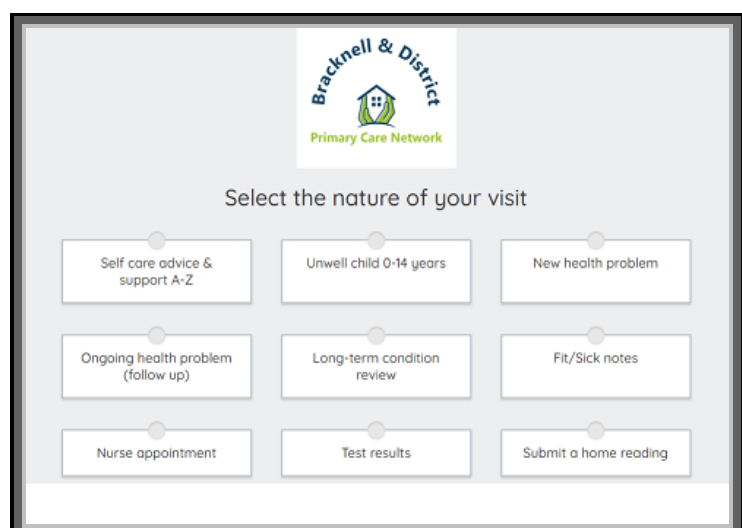 Bracknell & District
Primary Care Network
Select the nature of your visit
Self care advice &
support A-Z
Unwell child 0-14 years
New health problem
Ongoing health problem
(follow up)
Long-term condition
review
Fit/Sick notes
Nurse appointment
Test results
Submit a home reading